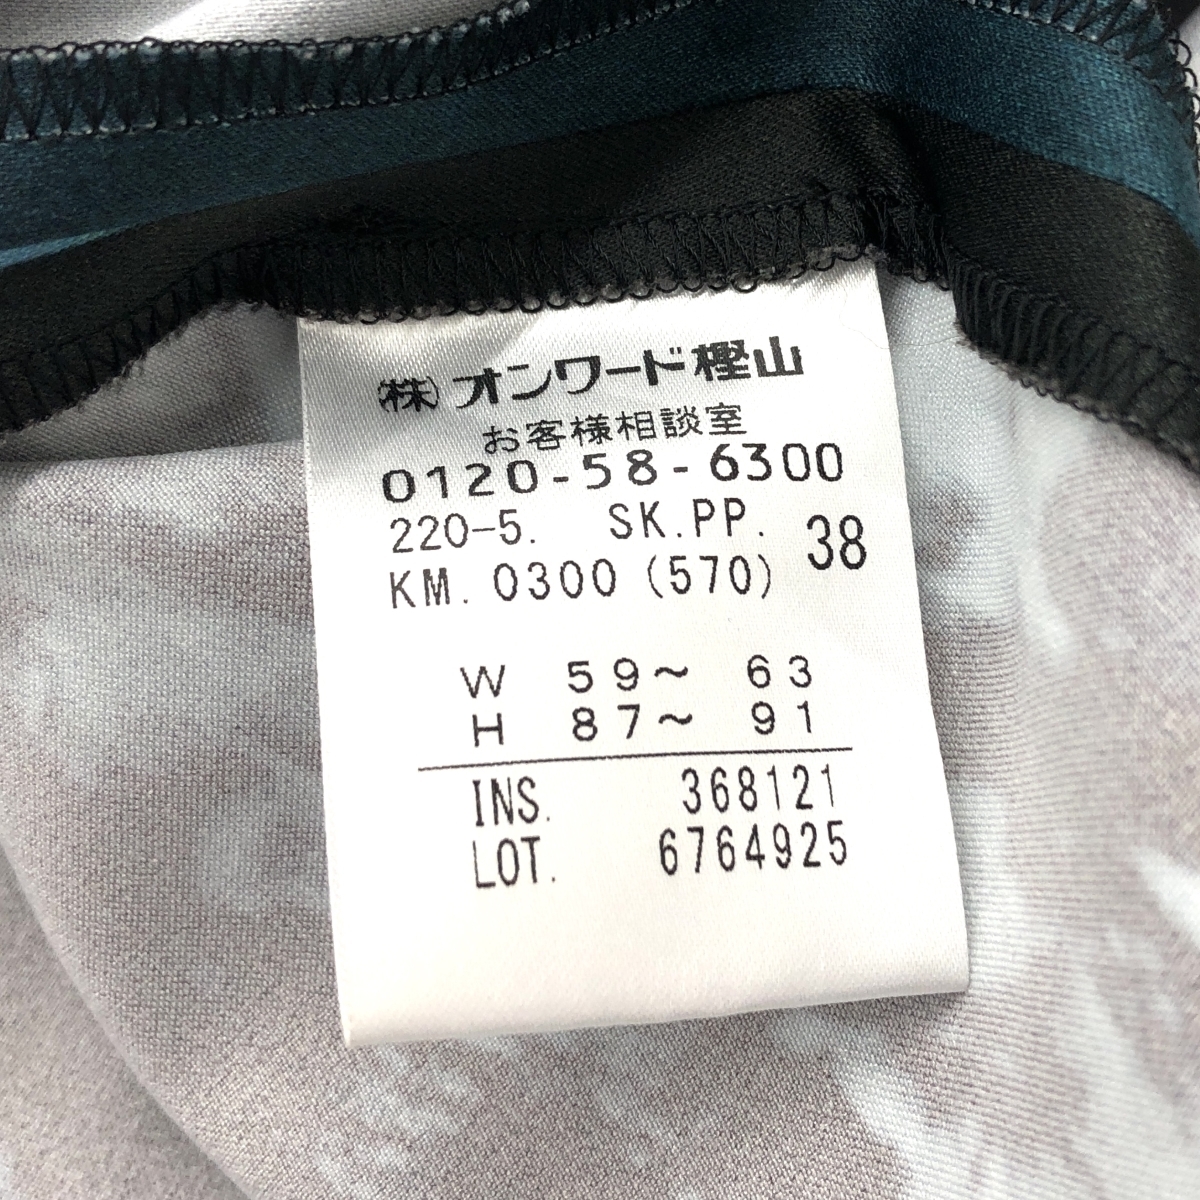 (株)オンワード樫山
お客様相談室
0120-58-6300
220-5. SK.PP. 38
KM. 0300 (570)
W 59～ 63
H 87～ 91
INS. 368121
LOT. 6764925